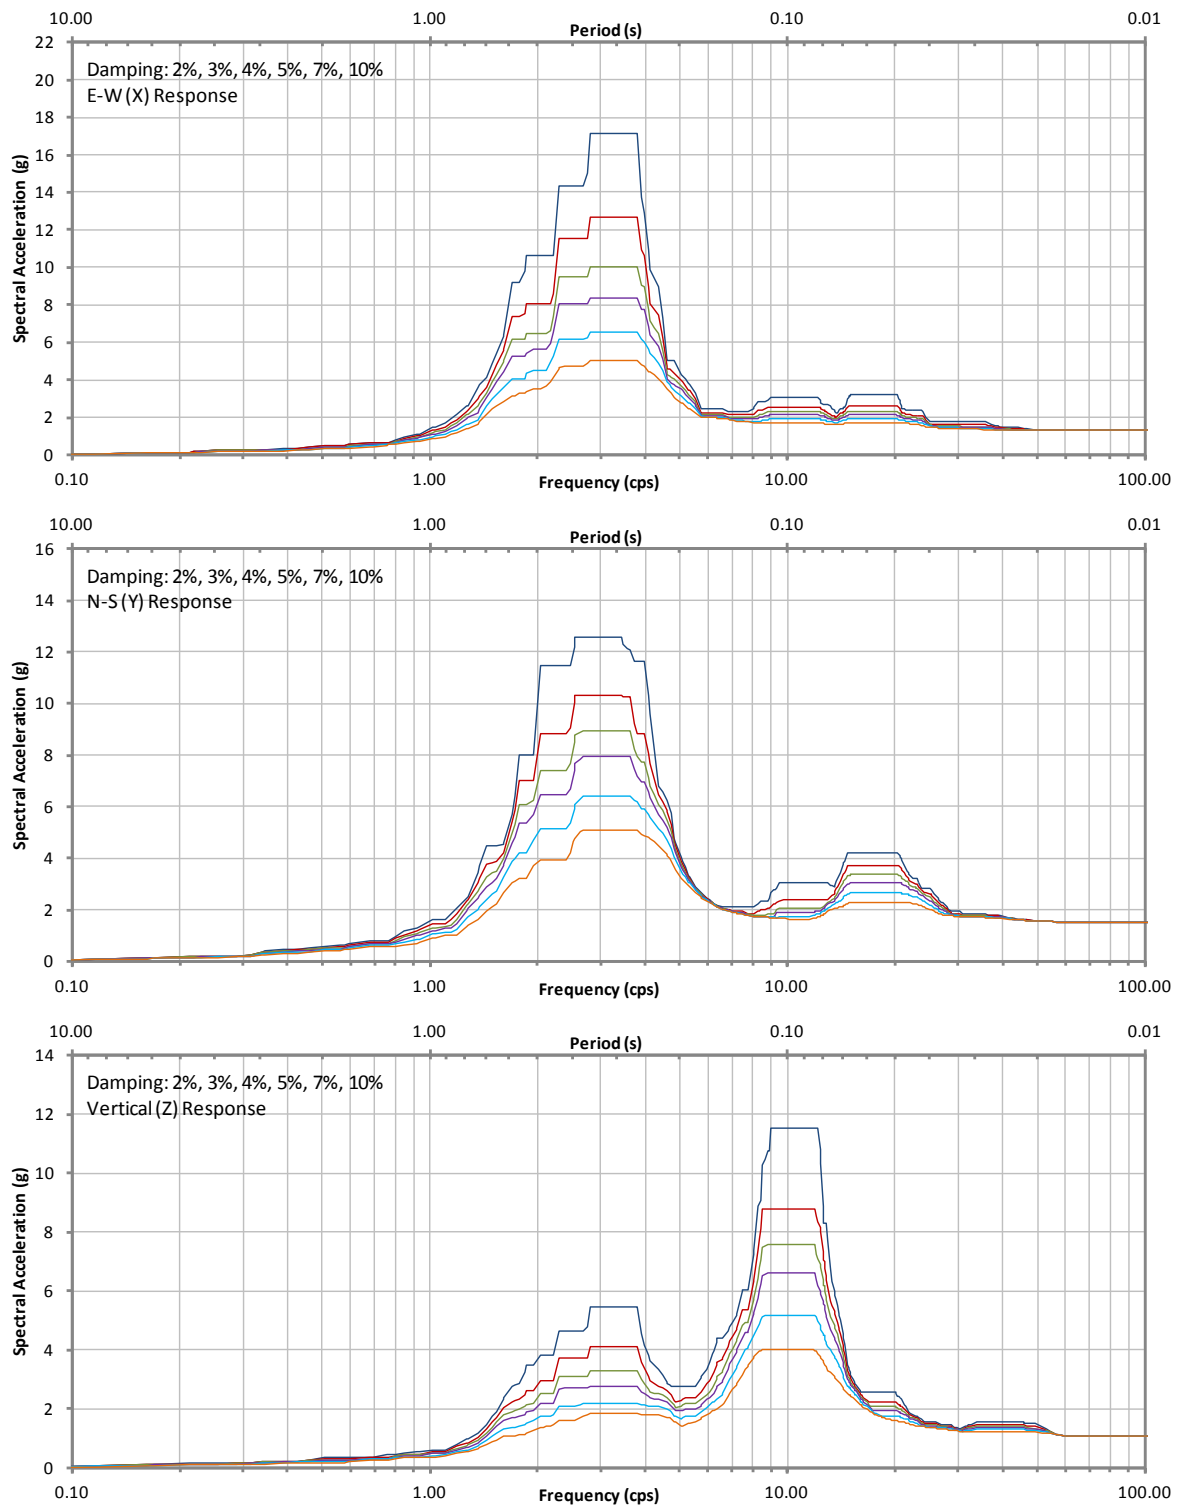 10.00 1.00 0.10 0.01
Period (s)
22
20
18
16
14
12
10
8
6
4
2
0
Spectral Acceleration (g)
Damping: 2%, 3%, 4%, 5%, 7%, 10%
E-W (X) Response
0.10 1.00 10.00 100.00
Frequency (cps)
10.00 1.00 0.10 0.01
Period (s)
16
14
12
10
8
6
4
2
0
Spectral Acceleration (g)
Damping: 2%, 3%, 4%, 5%, 7%, 10%
N-S (Y) Response
0.10 1.00 10.00 100.00
Frequency (cps)
10.00 1.00 0.10 0.01
Period (s)
14
12
10
8
6
4
2
0
Spectral Acceleration (g)
Damping: 2%, 3%, 4%, 5%, 7%, 10%
Vertical (Z) Response
0.10 1.00 10.00 100.00
Frequency (cps)